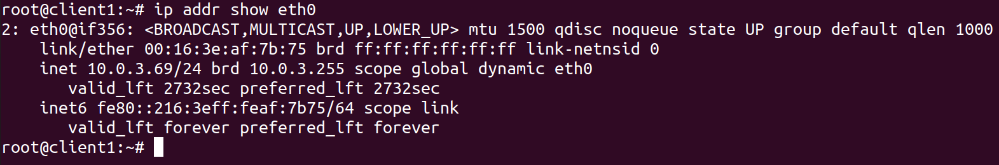 root@client1:~# ip addr show eth0
2: eth0@if356: <BROADCAST,MULTICAST,UP,LOWER_UP> mtu 1500 qdisc noqueue state UP group default qlen 1000
    link/ether 00:16:3e:af:7b:75 brd ff:ff:ff:ff:ff:ff link-netnsid 0
    inet 10.0.3.69/24 brd 10.0.3.255 scope global dynamic eth0
       valid_lft 2732sec preferred_lft 2732sec
    inet6 fe80::216:3eff:feaf:7b75/64 scope link
       valid_lft forever preferred_lft forever
root@client1:~#